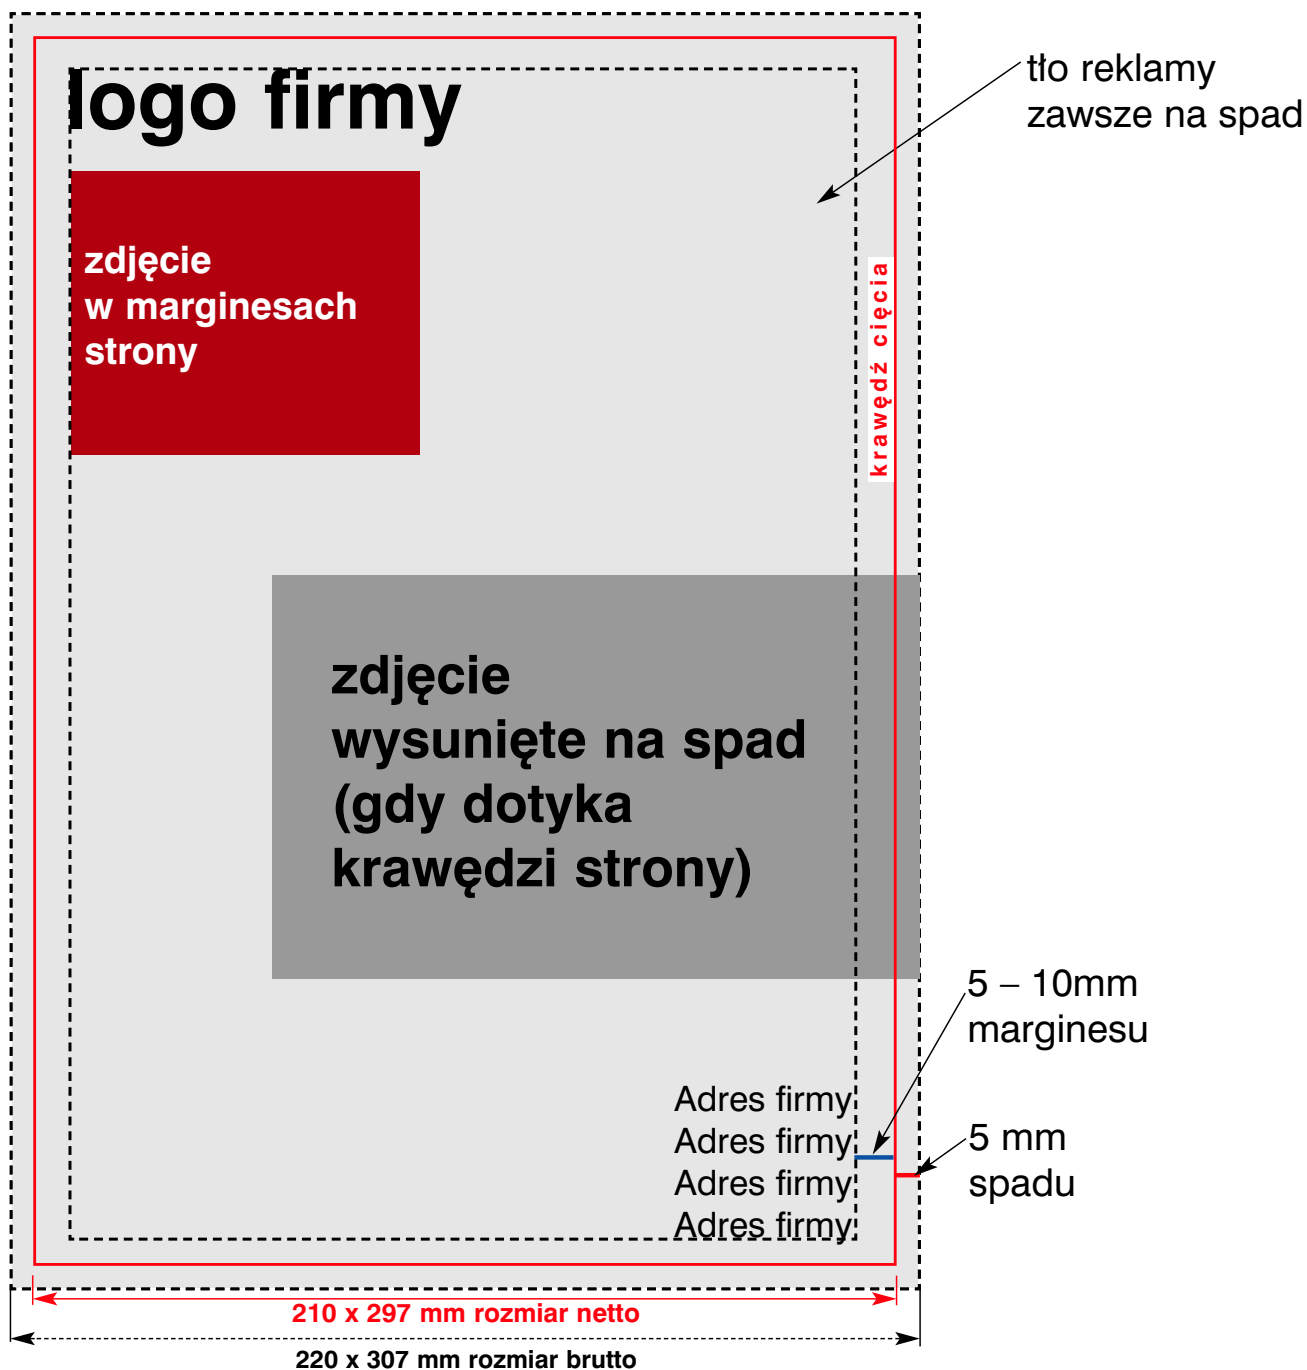 logo firmy
tło reklamy
zawsze na spad
zdjęcie
w marginesach
strony
krawędź cięcia
zdjęcie
wysunięte na spad
(gdy dotyka
krawędzi strony)
5 – 10mm
marginesu
Adres firmy
Adres firmy
Adres firmy
Adres firmy
5 mm
spadu
210 x 297 mm rozmiar netto
220 x 307 mm rozmiar brutto